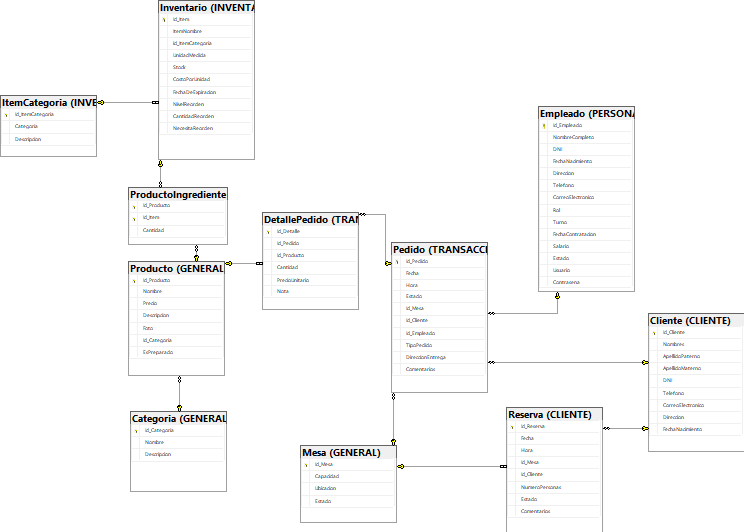 Inventario (INVENTA
id_Item
ItemNombre
id_ItemCategoria
UnidadMedida
Stock
CostoPorUnidad
FechaDeExpiracion
NivelReorden
CantidadReorden
NecesitaReorden
ItemCategoria (INVE
id_ItemCategoria
Categoria
Descripcion
Empleado (PERSONA
id_Empleado
NombreCompleto
DNI
FechaNacimiento
Direccion
Telefono
CorreoElectronico
Rol
Turno
FechaContratacion
Salario
Estado
Usuario
Contrasena
ProductoIngrediente
id_Producto
id_Item
Cantidad
DetallePedido (TRAN
id_Detalle
id_Pedido
id_Producto
Cantidad
PrecioUnitario
Nota
Pedido (TRANSACCI
id_Pedido
Fecha
Hora
Estado
id_Mesa
id_Cliente
id_Empleado
TipoPedido
DireccionEntrega
Comentarios
Producto (GENERAL)
id_Producto
Nombre
Precio
Descripcion
Foto
id_Categoria
EsPreparado
Cliente (CLIENTE)
id_Cliente
Nombres
ApellidoPaterno
ApellidoMaterno
DNI
Telefono
CorreoElectronico
Direccion
FechaNacimiento
Categoria (GENERAL
id_Categoria
Nombre
Descripcion
Reserva (CLIENTE)
id_Reserva
Fecha
Hora
id_Mesa
id_Cliente
NumeroPersonas
Estado
Comentarios
Mesa (GENERAL)
id_Mesa
Capacidad
Ubicacion
Estado